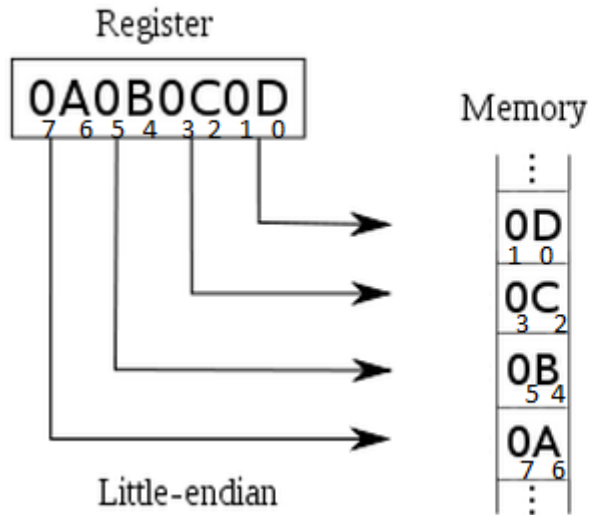 Register
0A0B0C0D
7 6 5 4 3 2 1 0
Memory
⋮
0D
1 0
0C
3 2
0B
5 4
0A
7 6
⋮
Little-endian